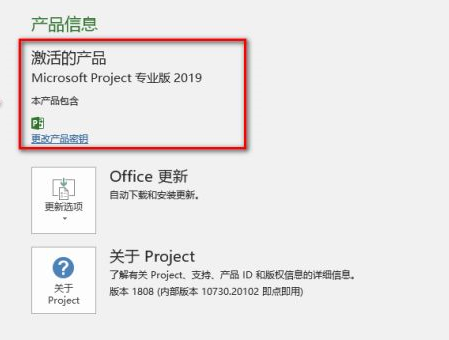 产品信息
激活的产品
Microsoft Project 专业版 2019
本产品包含
P
更改产品密钥
Office 更新
自动下载和安装更新。
更新选项
关于 Project
了解有关 Project、支持、产品 ID 和版权信息的详细信息。
版本 1808 (内部版本 10730.20102 即点即用)
?
关于
Project